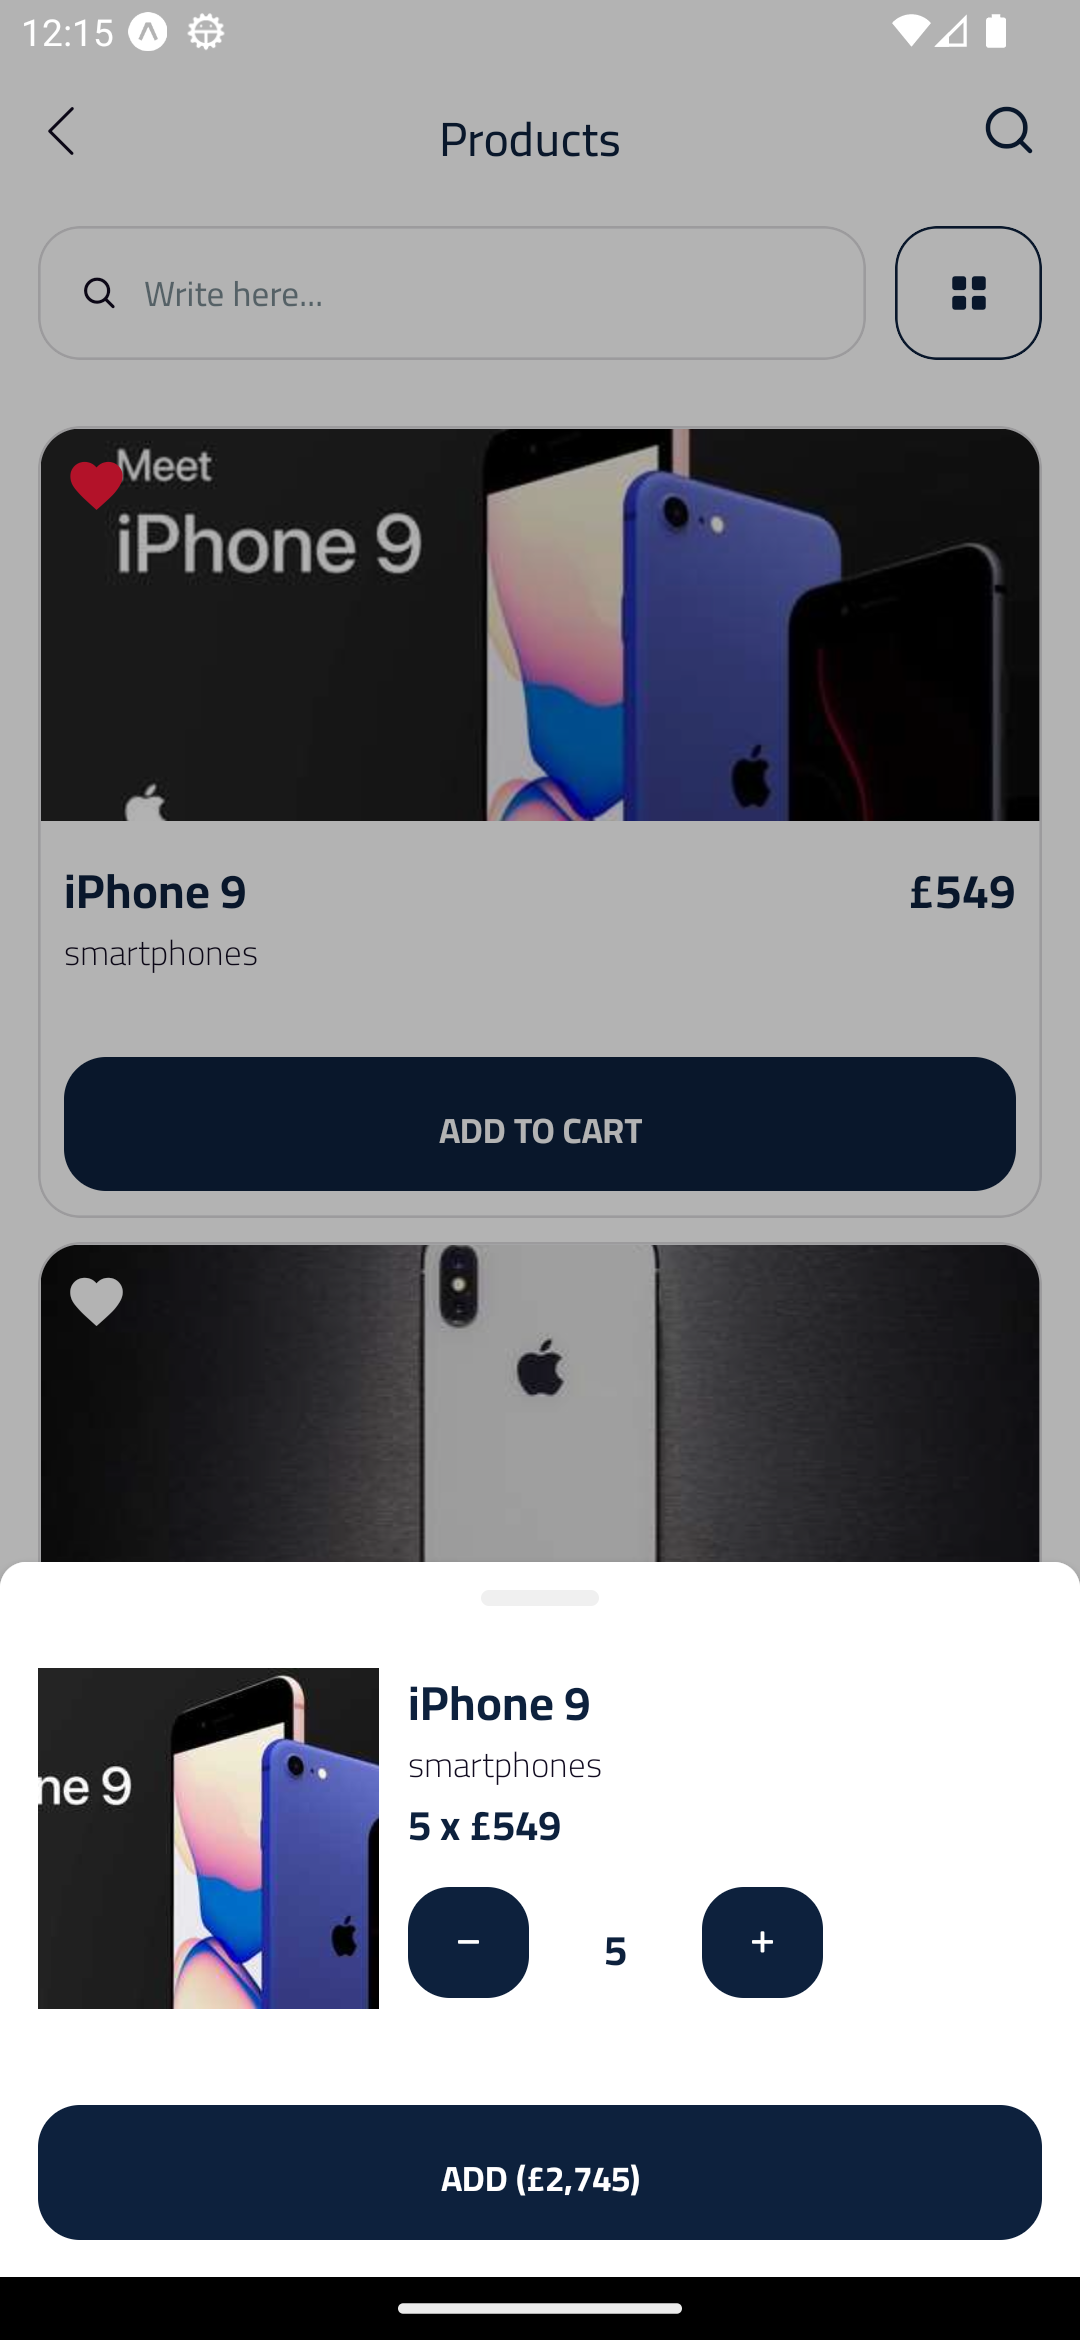 12:15
Products
Write here...
Meet
iPhone 9
iPhone 9 £549
smartphones
ADD TO CART
ne 9
iPhone 9
smartphones
5 x £549
− 5 +
ADD (£2,745)